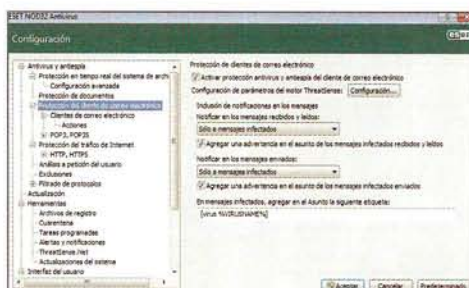 ESET NOD32 Antivirus
Configuración
eset
Antivirus y antiespía
Protección en tiempo real del sistema de arch
Configuración avanzada
Protección de documentos
Protección del cliente de correo electrónico
Clientes de correo electrónico
Acciones
POP3, POP3S
Protección del tráfico de Internet
HTTP, HTTPS
Análisis a petición del usuario
Exclusiones
Filtrado de protocolos
Actualización
Herramientas
Archivos de registro
Cuarentena
Tareas programadas
Alertas y notificaciones
ThreatSense.Net
Actualizaciones del sistema
Interfaz del usuario
Protección de clientes de correo electrónico
Activar protección antivirus y antiespía del cliente de correo electrónico
Configuración de parámetros del motor ThreatSense: Configuración...
Inclusión de notificaciones en los mensajes
Notificar en los mensajes recibidos y leídos:
Sólo a mensajes infectados
Agregar una advertencia en el asunto de los mensajes infectados recibidos y leídos
Notificar en los mensajes enviados:
Sólo a mensajes infectados
Agregar una advertencia en el asunto de los mensajes infectados enviados
En mensajes infectados, agregar en el Asunto la siguiente etiqueta:
[virus %VIRUSNAME%]
Aceptar Cancelar Predeterminado